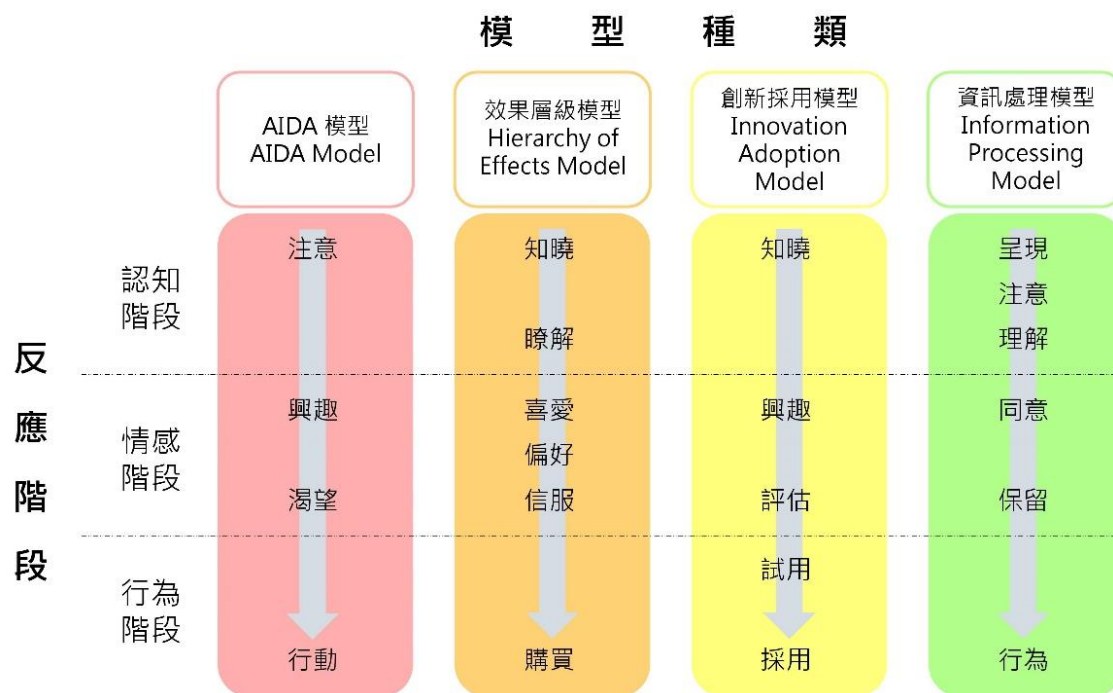 模型種類
AIDA 模型
AIDA Model
效果層級模型
Hierarchy of
Effects Model
創新採用模型
Innovation
Adoption
Model
資訊處理模型
Information
Processing
Model
反應階段
認知
階段
注意
知曉
瞭解
知曉
呈現
注意
理解
情感
階段
興趣
渴望
喜愛
偏好
信服
興趣
評估
同意
保留
行為
階段
行動
購買
試用
採用
行為